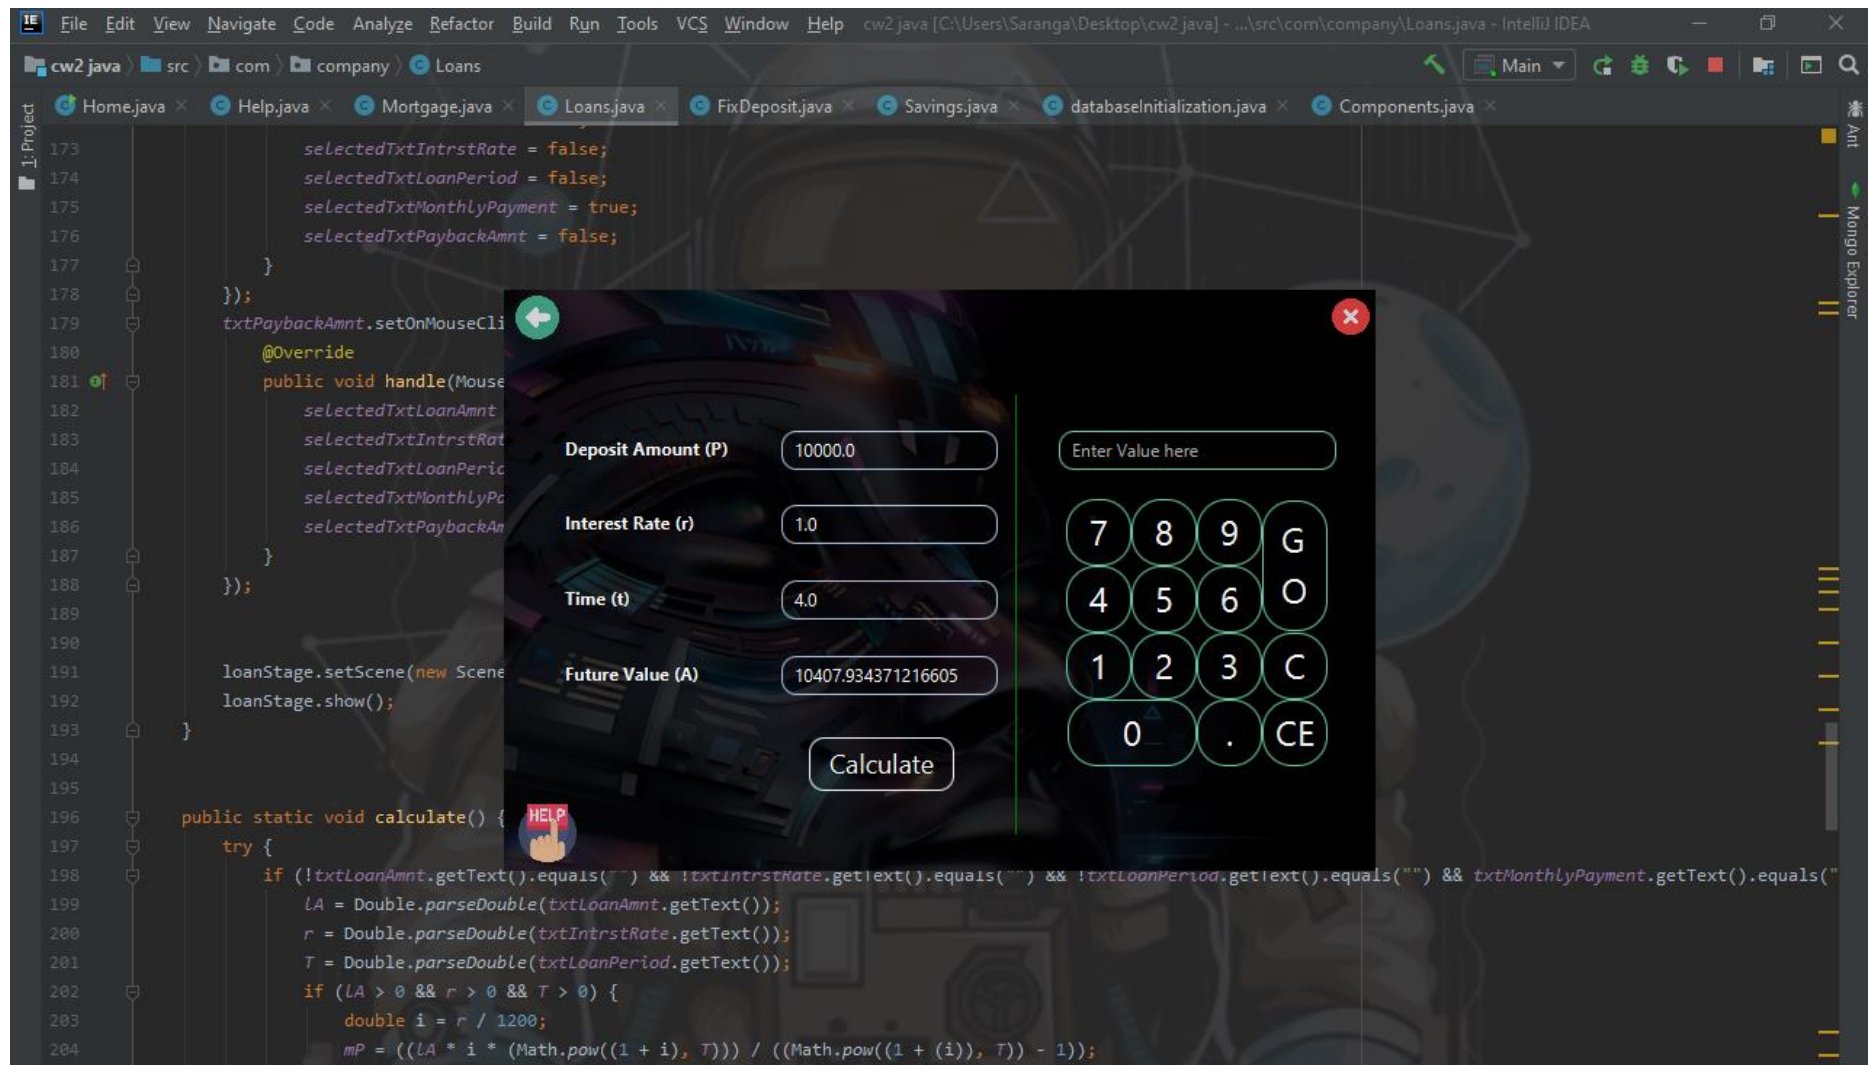 IE File Edit View Navigate Code Analyze Refactor Build Run Tools VCS Window Help cw2 java [C:\Users\Saranga\Desktop\cw2 java] - ...\src\com\company\Loans.java - IntelliJ IDEA
cw2 java src com company Loans Main
Home.java Help.java Mortgage.java Loans.java FixDeposit.java Savings.java databaseInitialization.java Components.java
1: Project
Ant
Mongo Explorer
173 selectedTxtIntrstRate = false;
174 selectedTxtLoanPeriod = false;
175 selectedTxtMonthlyPayment = true;
176 selectedTxtPaybackAmnt = false;
177 }
178 });
179 txtPaybackAmnt.setOnMouseCli
180 @Override
181 public void handle(Mouse
182 selectedTxtLoanAmnt
183 selectedTxtIntrstRat
184 selectedTxtLoanPeric
185 selectedTxtMonthlyPc
186 selectedTxtPaybackAm
187 }
188 });
189
190
191 loanStage.setScene(new Scene
192 loanStage.show();
193 }
194
195
196 public static void calculate() {
197 try {
198 if (!txtLoanAmnt.getText().equals("") && !txtIntrstRate.getText().equals("") && !txtLoanPeriod.getText().equals("") && txtMonthlyPayment.getText().equals("
199 lA = Double.parseDouble(txtLoanAmnt.getText());
200 r = Double.parseDouble(txtIntrstRate.getText());
201 T = Double.parseDouble(txtLoanPeriod.getText());
202 if (lA > 0 && r > 0 && T > 0) {
203 double i = r / 1200;
204 mP = ((lA * i * (Math.pow((1 + i), T))) / ((Math.pow((1 + (i)), T)) - 1));
Deposit Amount (P) 10000.0
Interest Rate (r) 1.0
Time (t) 4.0
Future Value (A) 10407.934371216605
Calculate
HELP
Enter Value here
7 8 9 GO
4 5 6
1 2 3 C
0 . CE